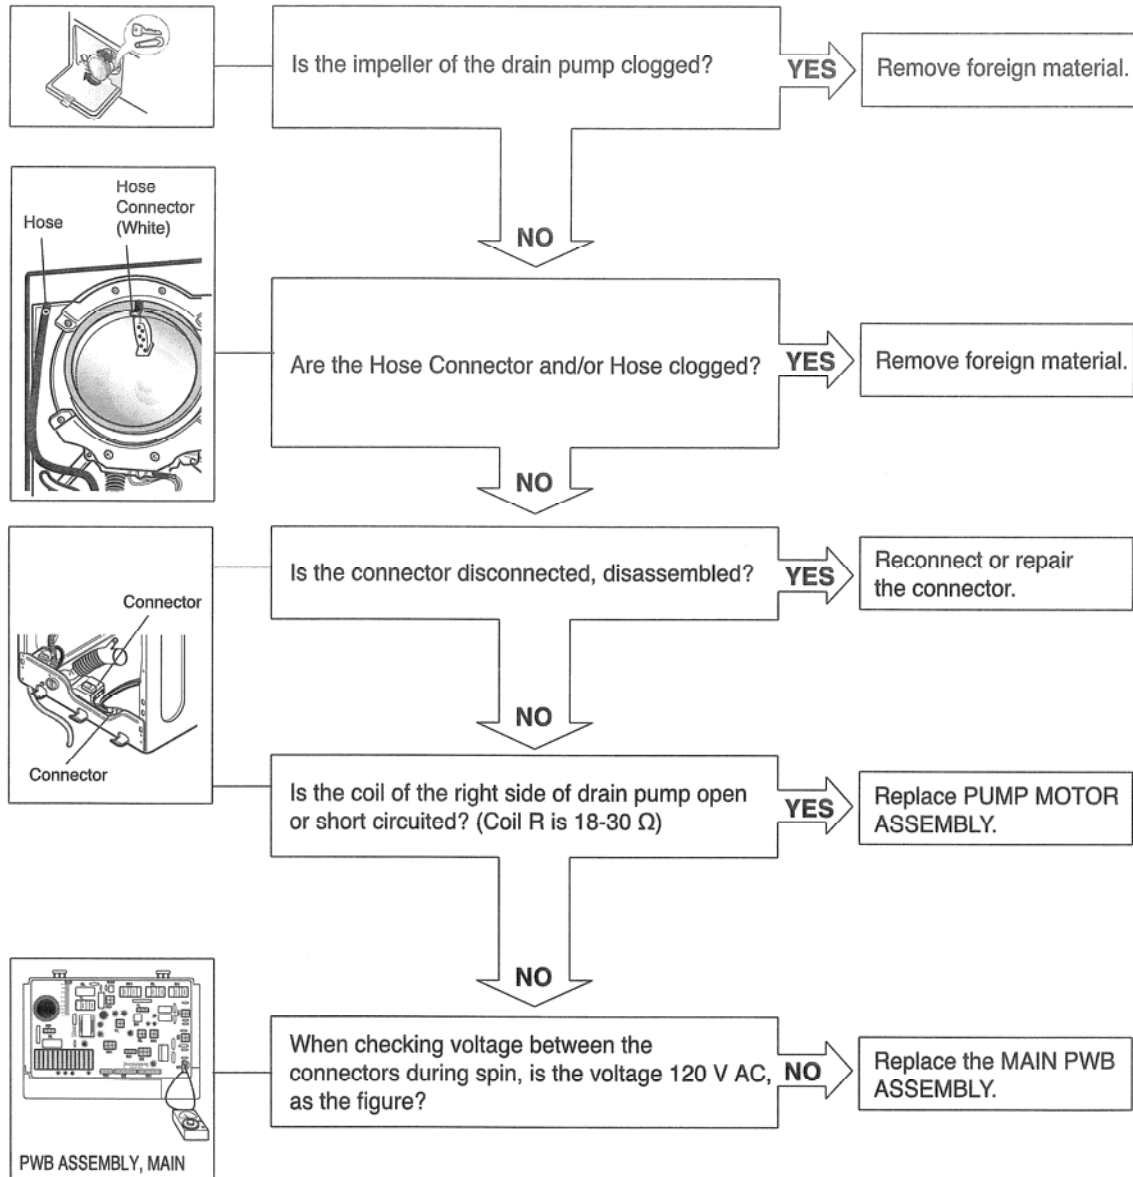 Is the impeller of the drain pump clogged?
YES
Remove foreign material.
NO
Hose
Connector
(White)
Hose
Are the Hose Connector and/or Hose clogged?
YES
Remove foreign material.
NO
Is the connector disconnected, disassembled?
YES
Reconnect or repair
the connector.
Connector
Connector
NO
Is the coil of the right side of drain pump open
or short circuited? (Coil R is 18-30 Ω)
YES
Replace PUMP MOTOR
ASSEMBLY.
NO
When checking voltage between the
connectors during spin, is the voltage 120 V AC,
as the figure?
NO
Replace the MAIN PWB
ASSEMBLY.
PWB ASSEMBLY, MAIN